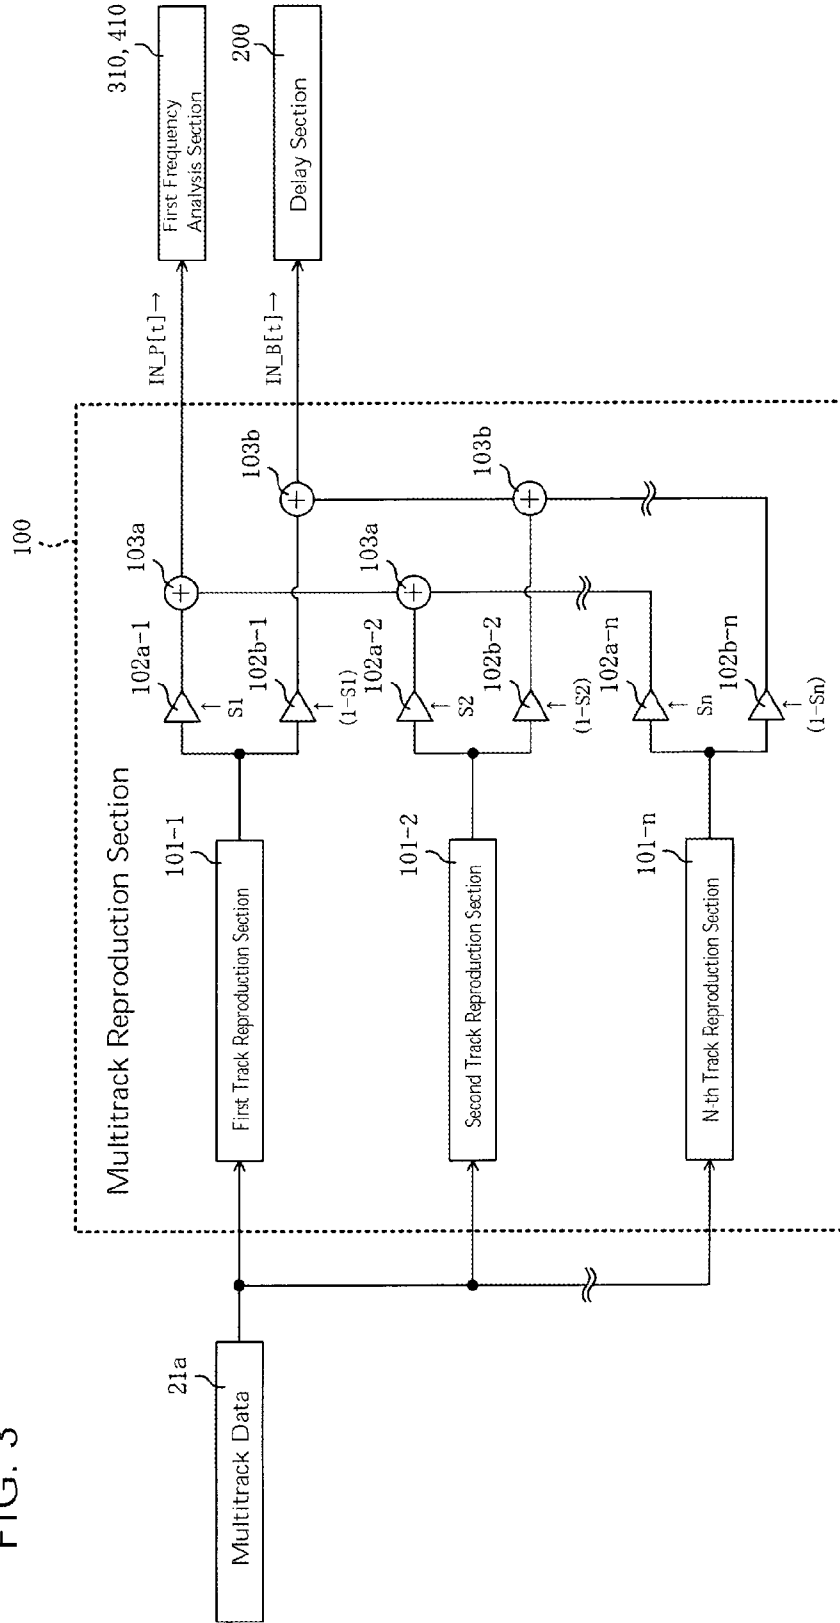 FIG. 3
100
Multitrack Reproduction Section
21a
Multitrack Data
101-1
First Track Reproduction Section
102a-1
S1
103a
102b-1
(1-S1)
103b
101-2
Second Track Reproduction Section
102a-2
S2
103a
102b-2
(1-S2)
103b
101-n
N-th Track Reproduction Section
102a-n
Sn
102b-n
(1-Sn)
IN_P[t]→
310, 410
First Frequency
Analysis Section
IN_B[t]→
200
Delay Section